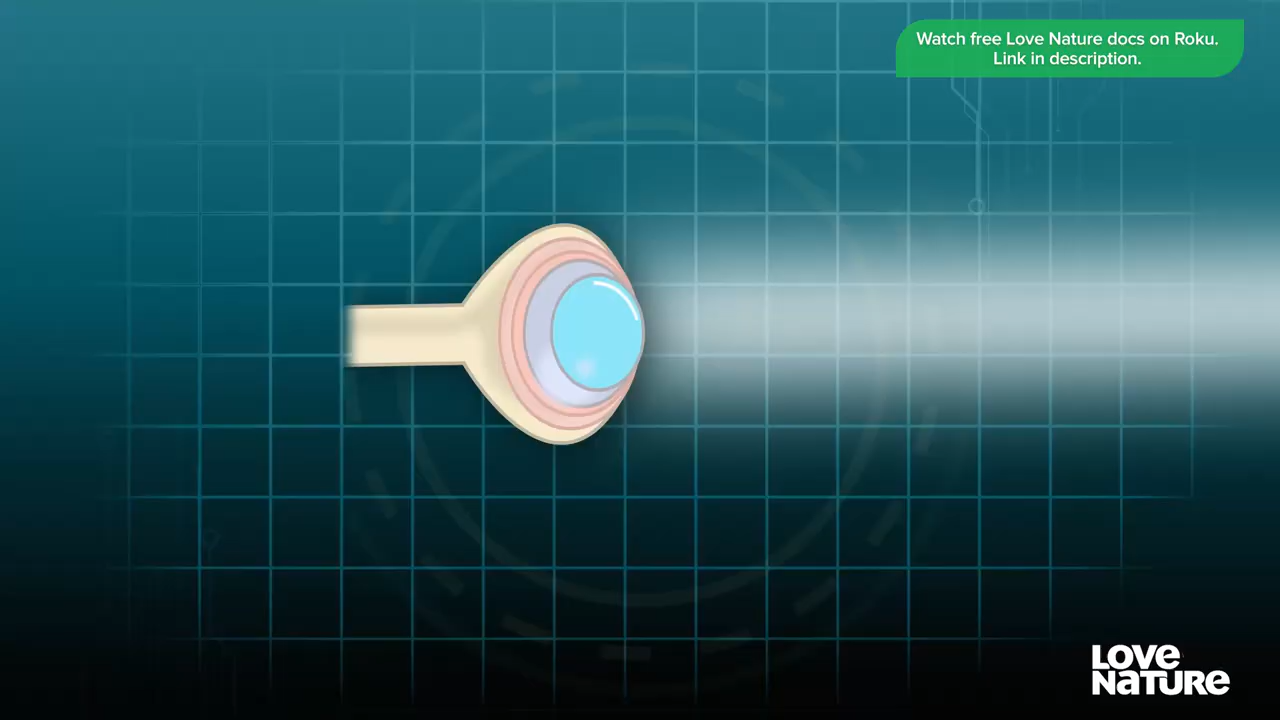 Watch free Love Nature docs on Roku.
Link in description.
LOVE
NATURE